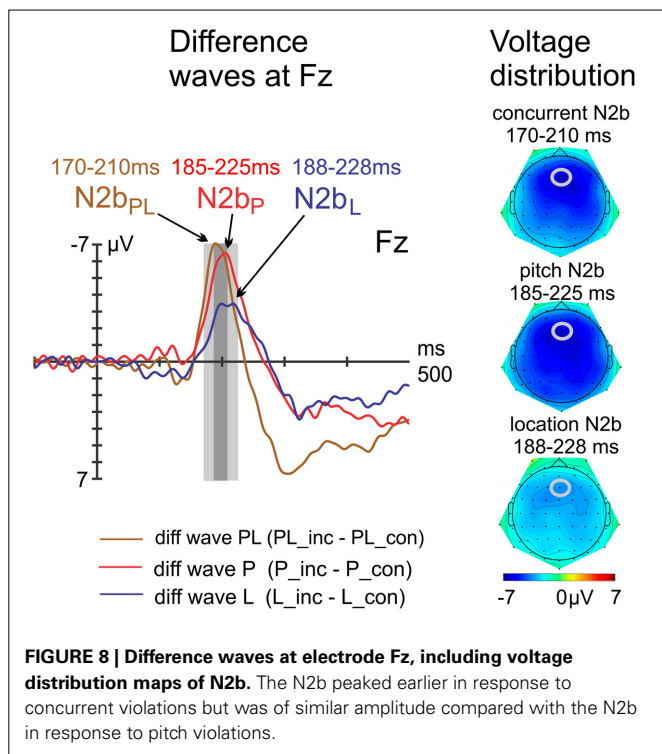 Difference
waves at Fz
Voltage
distribution
170-210ms 185-225ms 188-228ms
N2bPL N2bP N2bL
Fz
-7 μV
ms
500
7
diff wave PL (PL_inc - PL_con)
diff wave P (P_inc - P_con)
diff wave L (L_inc - L_con)
concurrent N2b
170-210 ms
pitch N2b
185-225 ms
location N2b
188-228 ms
-7 0μV 7
FIGURE 8 | Difference waves at electrode Fz, including voltage
distribution maps of N2b. The N2b peaked earlier in response to
concurrent violations but was of similar amplitude compared with the N2b
in response to pitch violations.